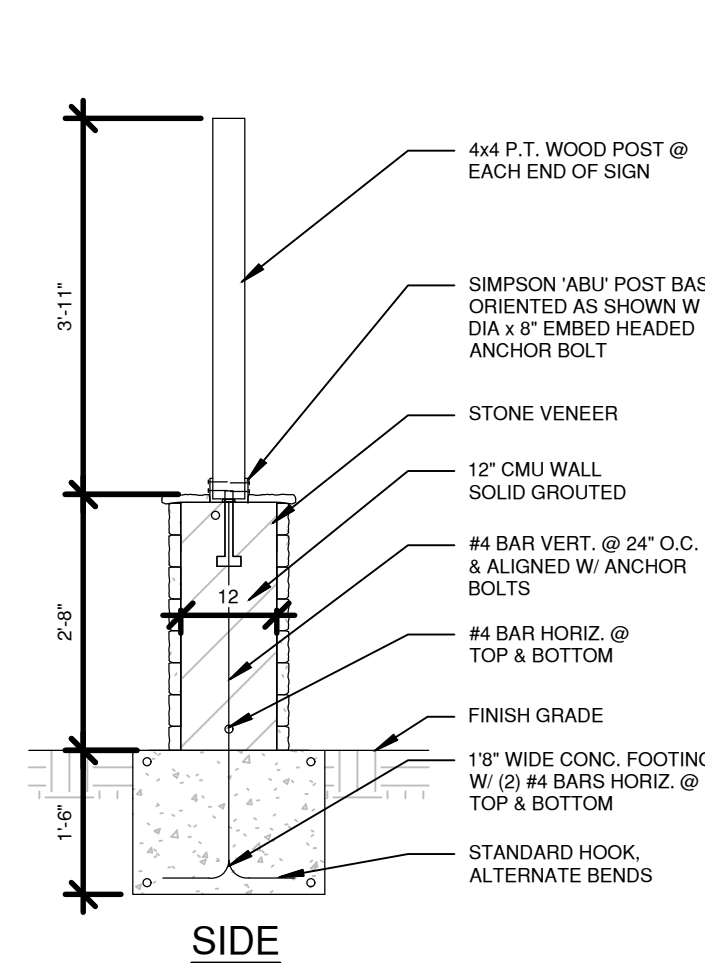 4x4 P.T. WOOD POST @
EACH END OF SIGN
SIMPSON 'ABU' POST BAS
ORIENTED AS SHOWN W
DIA x 8" EMBED HEADED
ANCHOR BOLT
STONE VENEER
12" CMU WALL
SOLID GROUTED
#4 BAR VERT. @ 24" O.C.
& ALIGNED W/ ANCHOR
BOLTS
#4 BAR HORIZ. @
TOP & BOTTOM
FINISH GRADE
1'8" WIDE CONC. FOOTING
W/ (2) #4 BARS HORIZ. @
TOP & BOTTOM
STANDARD HOOK,
ALTERNATE BENDS
3'-11"
2'-8"
1'-6"
12
SIDE